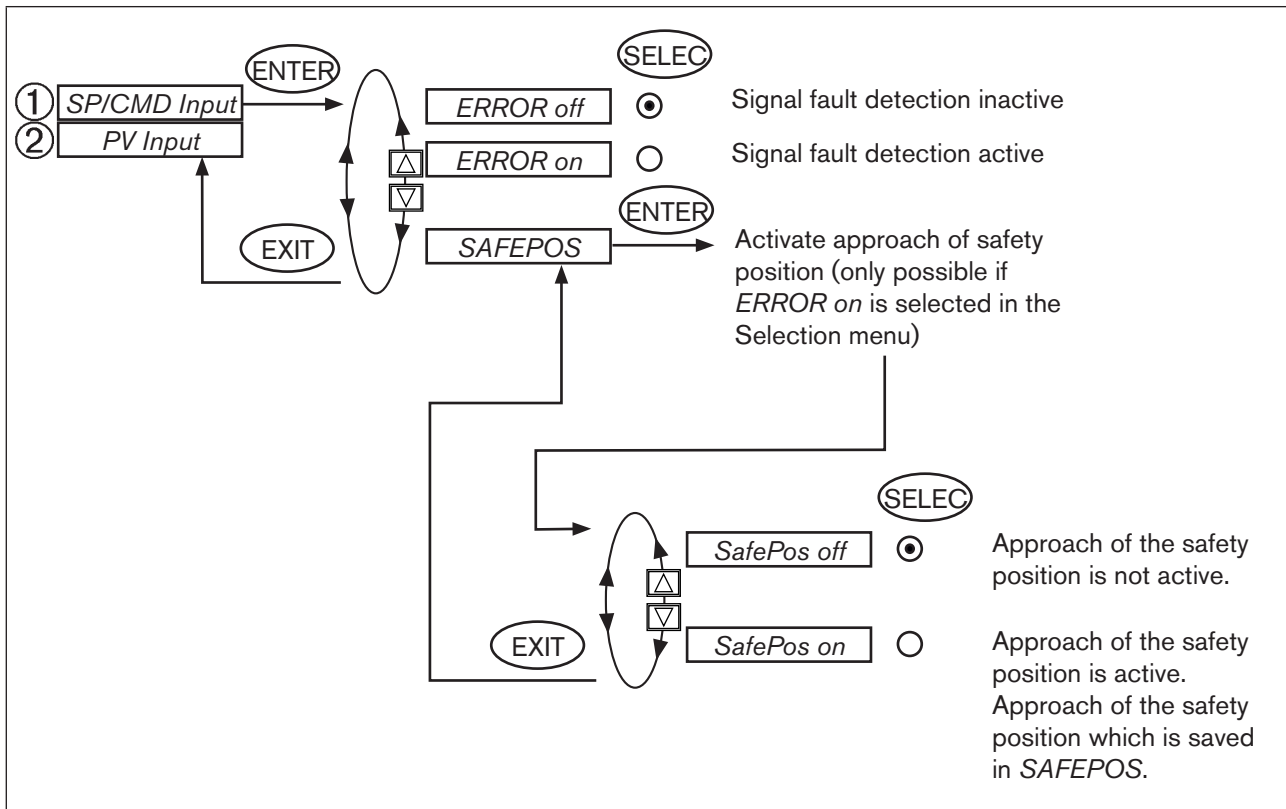 ENTER
SELEC
1 SP/CMD Input
2 PV Input
ERROR off
Signal fault detection inactive
ERROR on
Signal fault detection active
EXIT
SAFEPOS
ENTER
Activate approach of safety
position (only possible if
ERROR on is selected in the
Selection menu)
SELEC
SafePos off
Approach of the safety
position is not active.
EXIT
SafePos on
Approach of the safety
position is active.
Approach of the safety
position which is saved
in SAFEPOS.